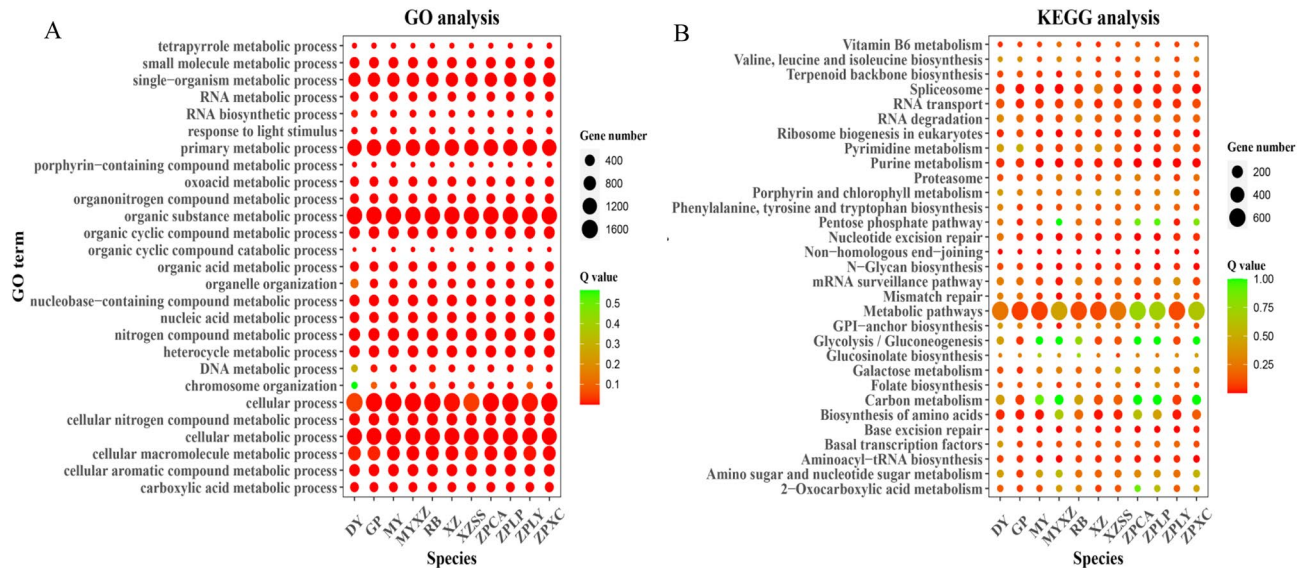 A
GO analysis
GO term
tetrapyrrole metabolic process
small molecule metabolic process
single−organism metabolic process
RNA metabolic process
RNA biosynthetic process
response to light stimulus
primary metabolic process
porphyrin−containing compound metabolic process
oxoacid metabolic process
organonitrogen compound metabolic process
organic substance metabolic process
organic cyclic compound metabolic process
organic cyclic compound catabolic process
organic acid metabolic process
organelle organization
nucleobase−containing compound metabolic process
nucleic acid metabolic process
nitrogen compound metabolic process
heterocycle metabolic process
DNA metabolic process
chromosome organization
cellular process
cellular nitrogen compound metabolic process
cellular metabolic process
cellular macromolecule metabolic process
cellular aromatic compound metabolic process
carboxylic acid metabolic process
DY GP MY MYXZ RB XZ XZSS ZPCA ZPLP ZPLY ZPXC
Species
Gene number
400
800
1200
1600
Q value
0.5
0.4
0.3
0.2
0.1
B
KEGG analysis
Vitamin B6 metabolism
Valine, leucine and isoleucine biosynthesis
Terpenoid backbone biosynthesis
Spliceosome
RNA transport
RNA degradation
Ribosome biogenesis in eukaryotes
Pyrimidine metabolism
Purine metabolism
Proteasome
Porphyrin and chlorophyll metabolism
Phenylalanine, tyrosine and tryptophan biosynthesis
Pentose phosphate pathway
Nucleotide excision repair
Non−homologous end−joining
N−Glycan biosynthesis
mRNA surveillance pathway
Mismatch repair
Metabolic pathways
GPI−anchor biosynthesis
Glycolysis / Gluconeogenesis
Glucosinolate biosynthesis
Galactose metabolism
Folate biosynthesis
Carbon metabolism
Biosynthesis of amino acids
Base excision repair
Basal transcription factors
Aminoacyl−tRNA biosynthesis
Amino sugar and nucleotide sugar metabolism
2−Oxocarboxylic acid metabolism
DY GP MY MYXZ RB XZ XZSS ZPCA ZPLP ZPLY ZPXC
Species
Gene number
200
400
600
Q value
1.00
0.75
0.50
0.25